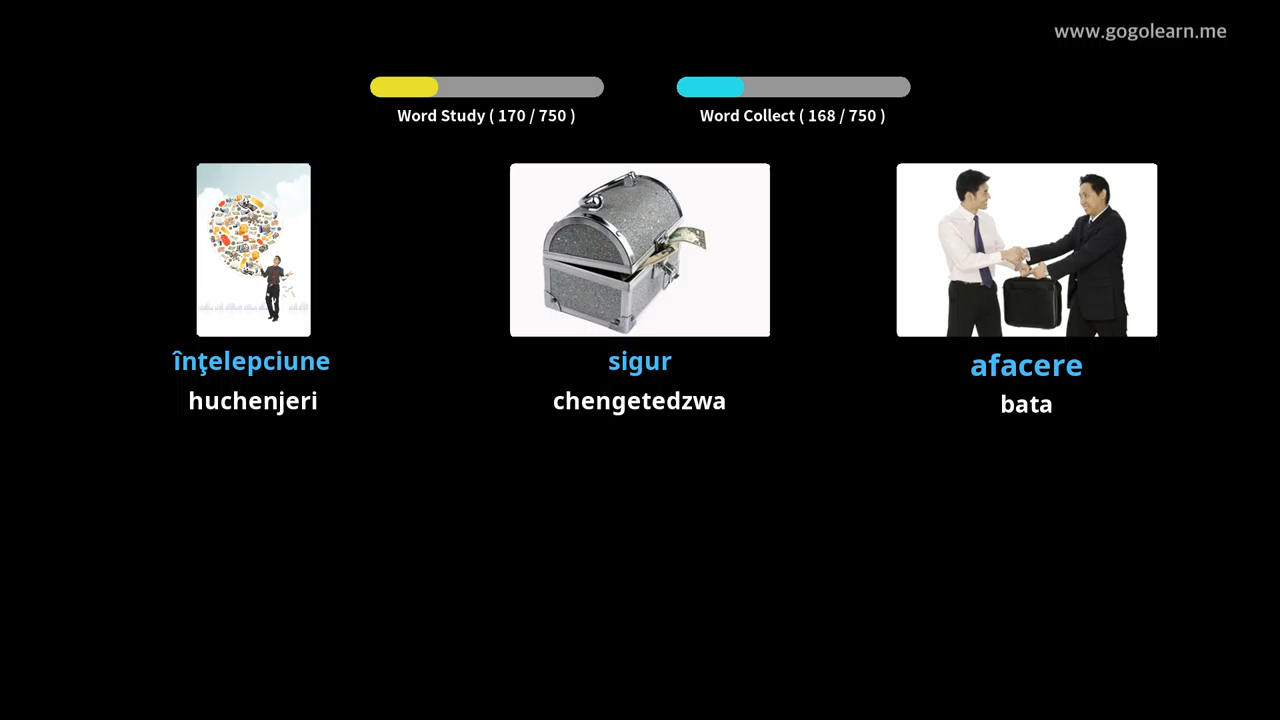 www.gogolearn.me
Word Study ( 170 / 750 )
Word Collect ( 168 / 750 )
înţelepciune
huchenjeri
sigur
chengetedzwa
afacere
bata